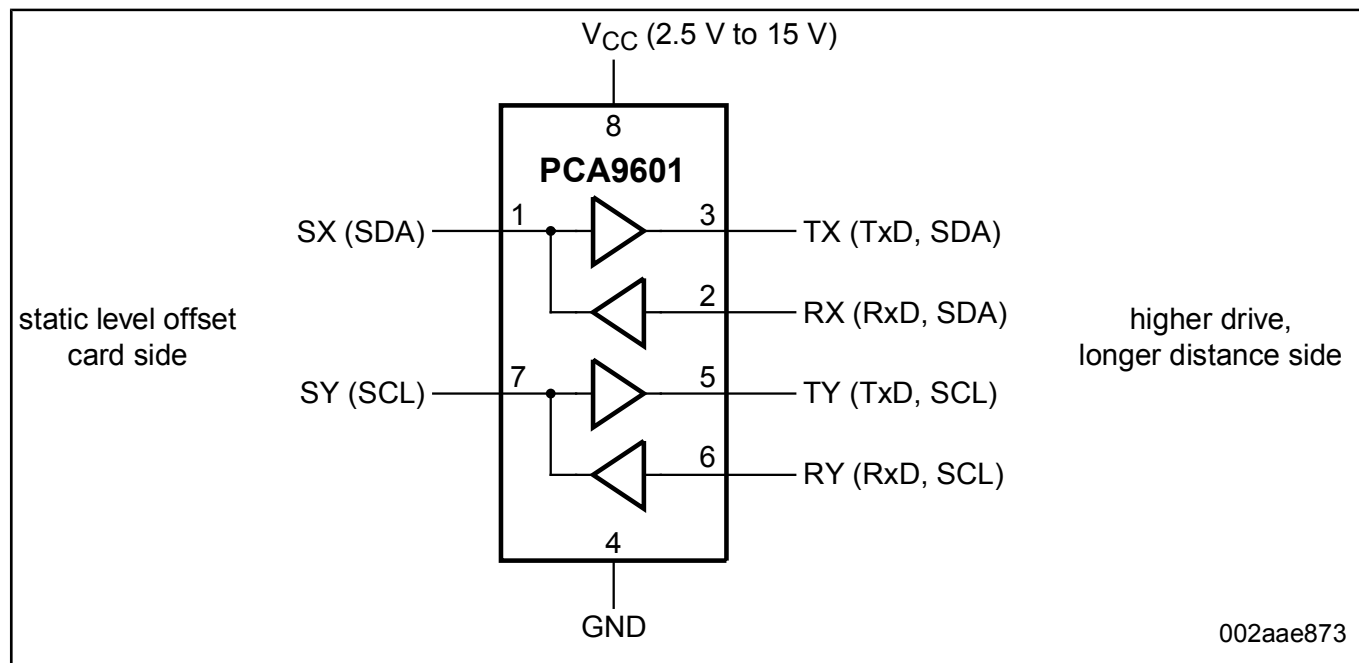 VCC (2.5 V to 15 V)
8
PCA9601
SX (SDA)
1
3
TX (TxD, SDA)
2
RX (RxD, SDA)
static level offset
card side
higher drive,
longer distance side
SY (SCL)
7
5
TY (TxD, SCL)
6
RY (RxD, SCL)
4
GND
002aae873